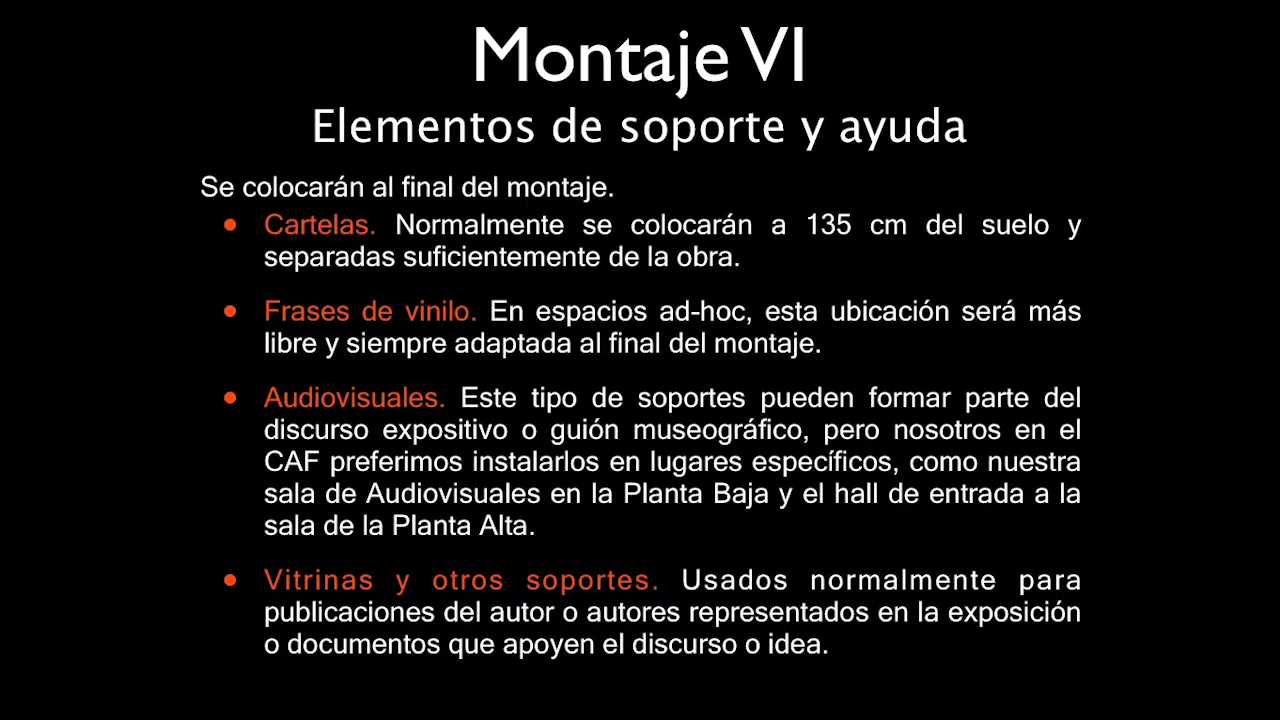 Montaje VI
Elementos de soporte y ayuda
Se colocarán al final del montaje.
• Cartelas. Normalmente se colocarán a 135 cm del suelo y
separadas suficientemente de la obra.
• Frases de vinilo. En espacios ad-hoc, esta ubicación será más
libre y siempre adaptada al final del montaje.
• Audiovisuales. Este tipo de soportes pueden formar parte del
discurso expositivo o guión museográfico, pero nosotros en el
CAF preferimos instalarlos en lugares específicos, como nuestra
sala de Audiovisuales en la Planta Baja y el hall de entrada a la
sala de la Planta Alta.
• Vitrinas y otros soportes. Usados normalmente para
publicaciones del autor o autores representados en la exposición
o documentos que apoyen el discurso o idea.